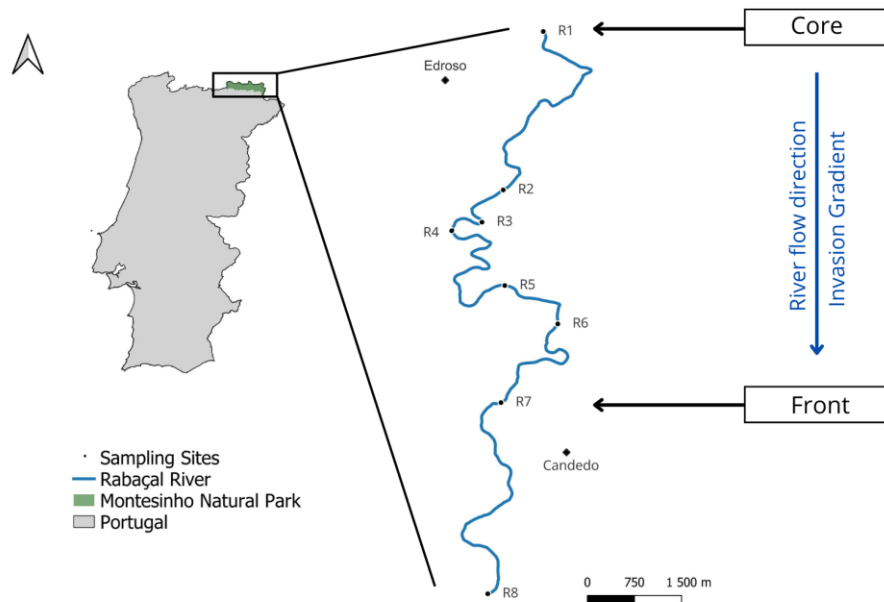 R1
Core
Edroso
R2
R3
R4
R5
R6
River flow direction
Invasion Gradient
R7
Front
Candedo
Sampling Sites
Rabaçal River
Montesinho Natural Park
Portugal
R8
0 750 1 500 m